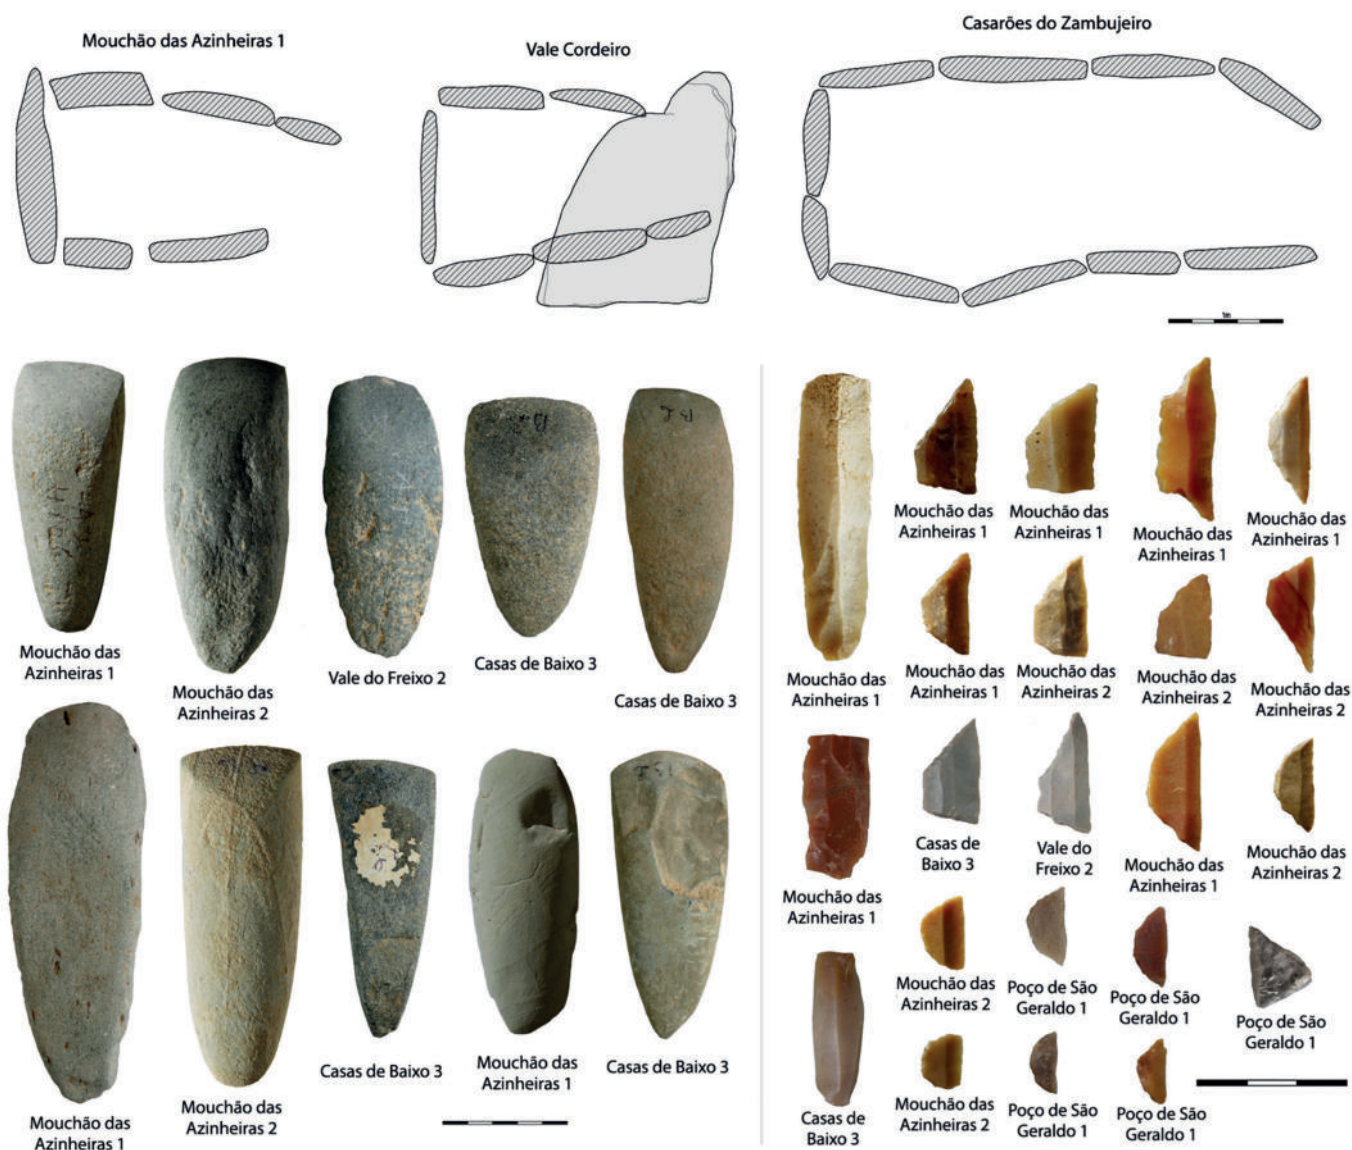 Mouchão das Azinheiras 1
Vale Cordeiro
Casarões do Zambujeiro
1m
Mouchão das
Azinheiras 1
Mouchão das
Azinheiras 2
Vale do Freixo 2
Casas de Baixo 3
Casas de Baixo 3
Mouchão das
Azinheiras 1
Mouchão das
Azinheiras 2
Casas de Baixo 3
Mouchão das
Azinheiras 1
Casas de Baixo 3
Mouchão das
Azinheiras 1
Mouchão das
Azinheiras 1
Mouchão das
Azinheiras 1
Mouchão das
Azinheiras 1
Mouchão das
Azinheiras 1
Mouchão das
Azinheiras 1
Mouchão das
Azinheiras 2
Mouchão das
Azinheiras 2
Mouchão das
Azinheiras 2
Mouchão das
Azinheiras 1
Casas de
Baixo 3
Vale do
Freixo 2
Mouchão das
Azinheiras 1
Mouchão das
Azinheiras 2
Mouchão das
Azinheiras 2
Poço de São
Geraldo 1
Poço de São
Geraldo 1
Poço de São
Geraldo 1
Casas de
Baixo 3
Mouchão das
Azinheiras 2
Poço de São
Geraldo 1
Poço de São
Geraldo 1